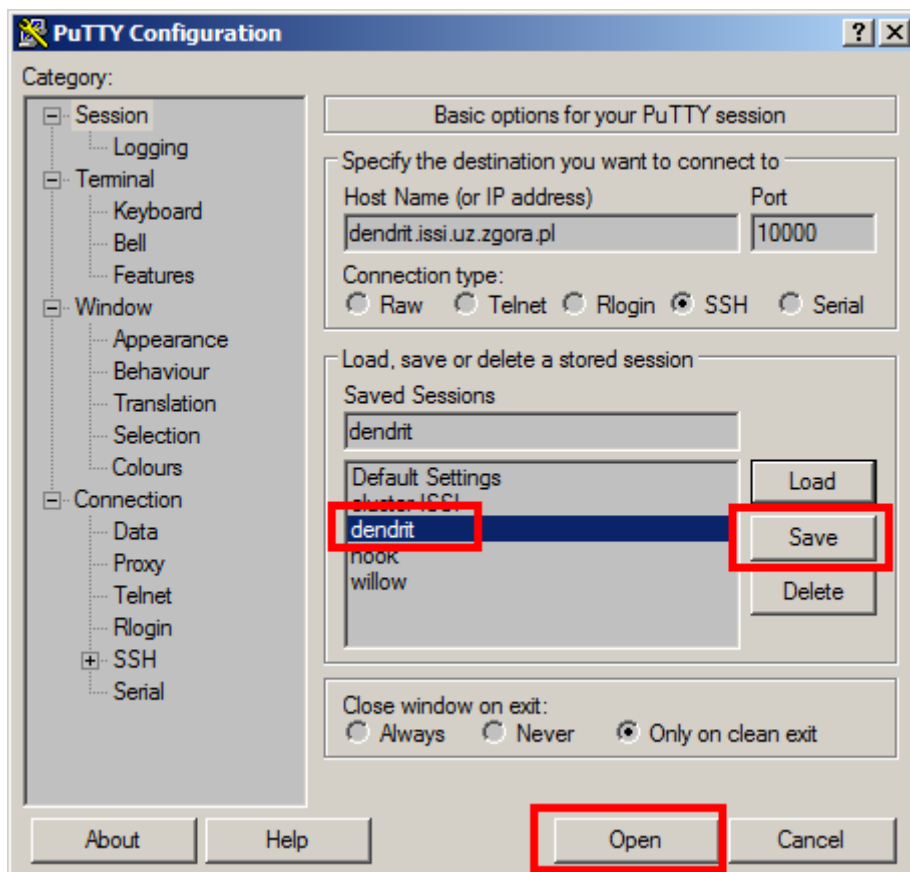 PuTTY Configuration
Category:
Session
Logging
Terminal
Keyboard
Bell
Features
Window
Appearance
Behaviour
Translation
Selection
Colours
Connection
Data
Proxy
Telnet
Rlogin
SSH
Serial
Basic options for your PuTTY session
Specify the destination you want to connect to
Host Name (or IP address) Port
dendrit.issi.uz.zgora.pl 10000
Connection type:
Raw Telnet Rlogin SSH Serial
Load, save or delete a stored session
Saved Sessions
dendrit
Default Settings
cluster ISSI
dendrit
nook
willow
Load
Save
Delete
Close window on exit:
Always Never Only on clean exit
About Help Open Cancel